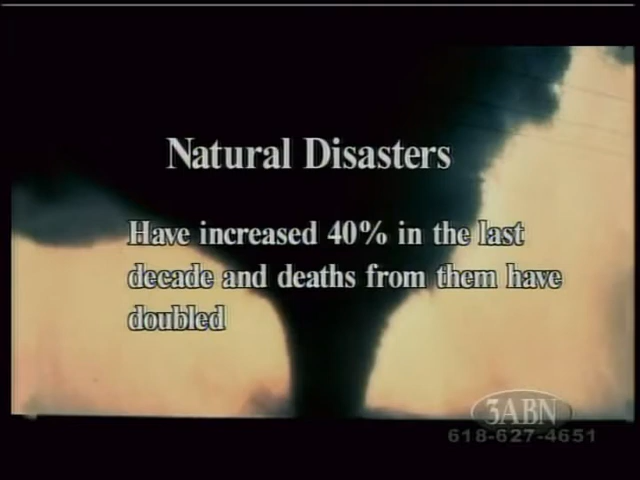 Natural Disasters
Have increased 40% in the last
decade and deaths from them have
doubled
3ABN
618-627-4651